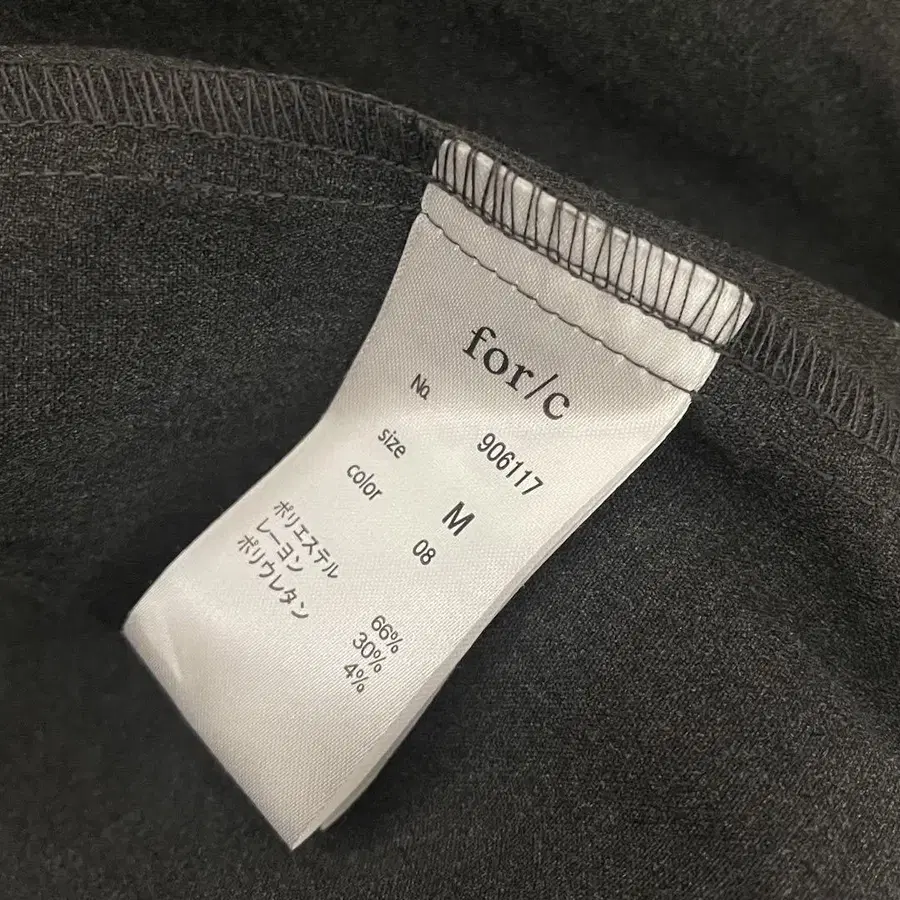 for/c
No. 906117
size M
color 08
ポリエステル 66%
レーヨン 30%
ポリウレタン 4%